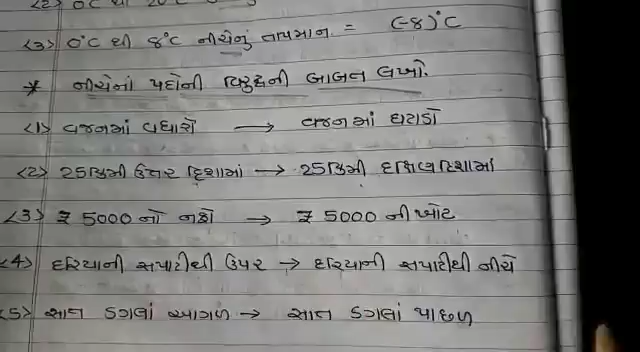 <3) 0°C થી 8°C નીચેનું તાપમાન = (-8)°C
* નીચેનાં પદોની વિરુદ્ધની બાબત લખો.
<1) વજનમાં વધારો → વજનમાં ઘટાડો
<2) 25 કિમી ઉત્તર દિશામાં → 25 કિમી દક્ષિણ દિશામાં
<3) ₹ 5000 નો નફો → ₹ 5000 ની ખોટ
<4) દરિયાની સપાટીથી ઉપર → દરિયાની સપાટીથી નીચે
<5) સાત ડગલાં આગળ → સાત ડગલાં પાછળ